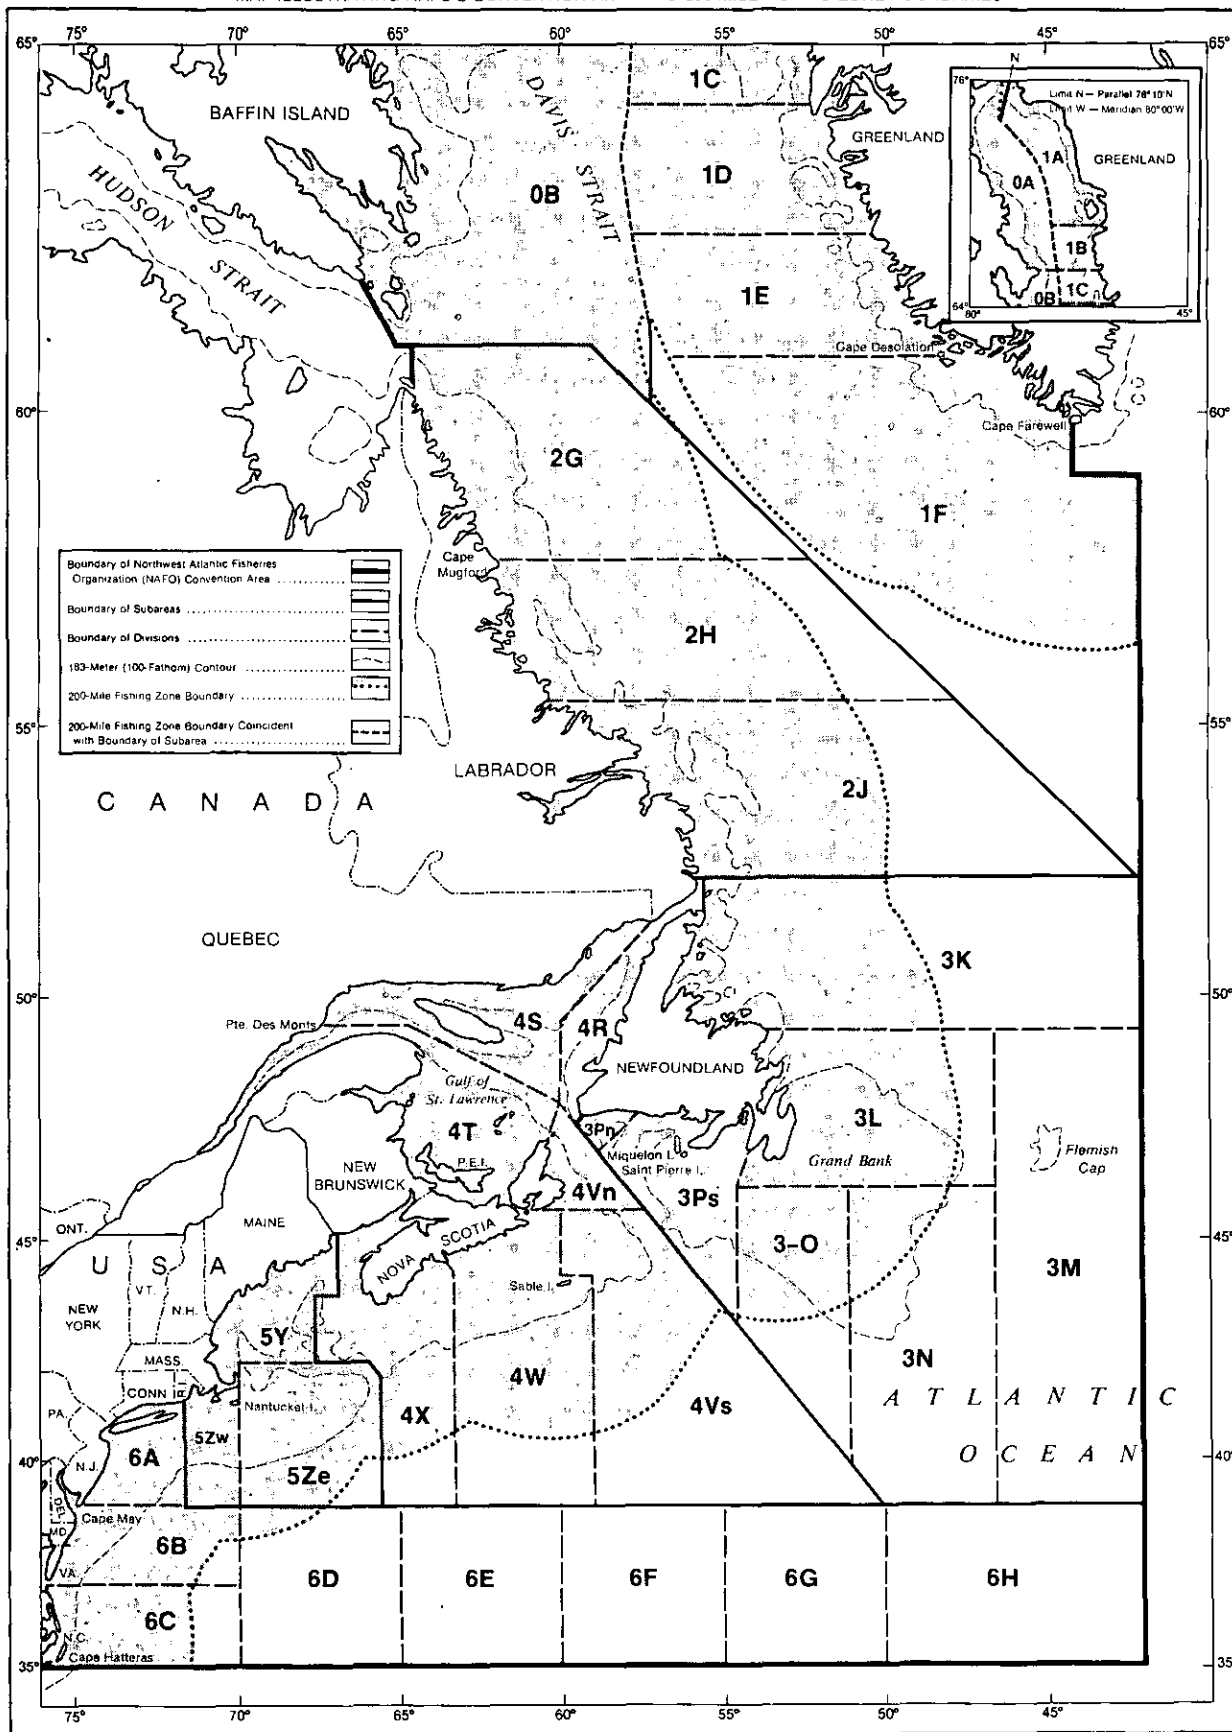 75° 70° 65° 60° 55° 50° 45°
65° 65°
BAFFIN ISLAND
HUDSON
STRAIT
DAVIS
STRAIT
1C
GREENLAND
0B
1D
1E
N
76°
Limit N — Parallel 78°10'N
Limit W — Meridian 80°00'W
1A
GREENLAND
0A
1B
1C
0B
64°
80° 45°
Cape Desolation
60° 60°
Cape Farewell
2G
1F
Boundary of Northwest Atlantic Fisheries
Organization (NAFO) Convention Area
Boundary of Subareas
Boundary of Divisions
183-Meter (100-Fathom) Contour
200-Mile Fishing Zone Boundary
200-Mile Fishing Zone Boundary Coincident
with Boundary of Subarea
Cape
Mugford
2H
55° 55°
LABRADOR
CANADA
2J
QUEBEC
3K
50° 50°
Pte. Des Monts
4S
4R
NEWFOUNDLAND
Gulf of
St. Lawrence
4T
3Pn
3L
Miquelon I.
Saint Pierre I.
Grand Bank
Flemish
Cap
P.E.I.
NEW
BRUNSWICK
4Vn
3Ps
ONT.
MAINE
NOVA SCOTIA
45° 45°
3-O
3M
USA
VT.
N.H.
NEW
YORK
Sable I.
5Y
MASS.
3N
4W
CONN
R.I.
Nantucket I.
4X
4Vs
ATLANTIC
OCEAN
PA.
5Zw
N.J.
6A
5Ze
40° 40°
DEL.
MD.
Cape May
6B
VA.
6D
6E
6F
6G
6H
6C
N.C.
Cape Hatteras
35° 35°
75° 70° 65° 60° 55° 50° 45°